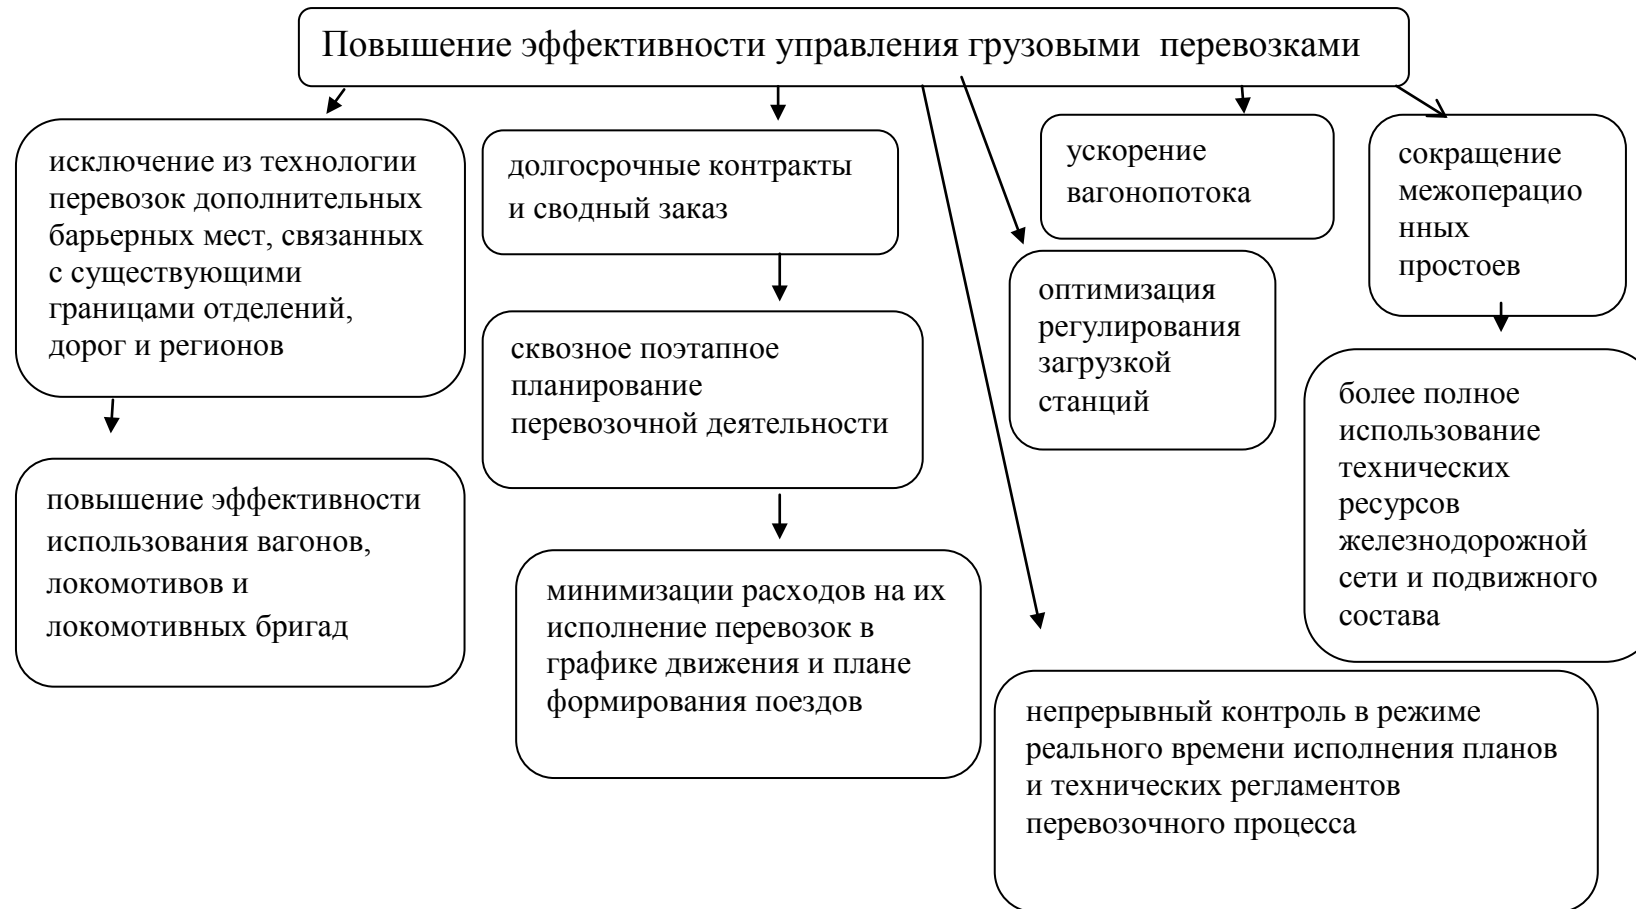 Повышение эффективности управления грузовыми перевозками
исключение из технологии
перевозок дополнительных
барьерных мест, связанных
с существующими
границами отделений,
дорог и регионов
повышение эффективности
использования вагонов,
локомотивов и
локомотивных бригад
долгосрочные контракты
и сводный заказ
сквозное поэтапное
планирование
перевозочной деятельности
минимизации расходов на их
исполнение перевозок в
графике движения и плане
формирования поездов
ускорение
вагонопотока
оптимизация
регулирования
загрузкой
станций
непрерывный контроль в режиме
реального времени исполнения планов
и технических регламентов
перевозочного процесса
сокращение
межоперацио
нных
простоев
более полное
использование
технических
ресурсов
железнодорожной
сети и подвижного
состава